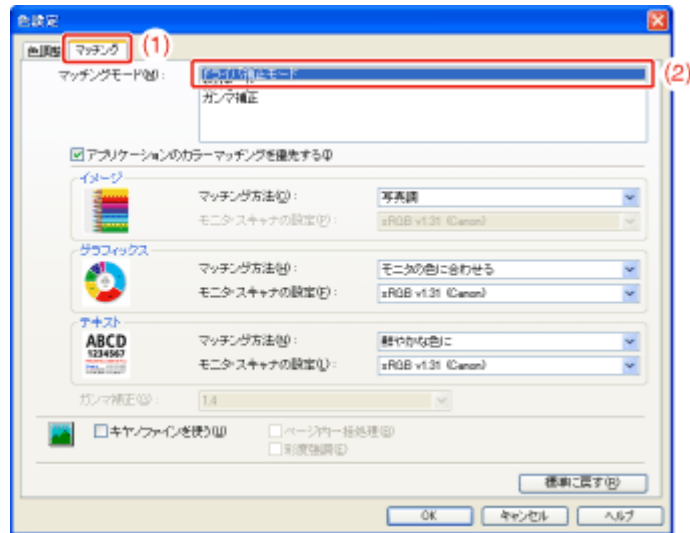 色設定
色調整 マッチング (1)
マッチングモード(M): ドライバ補正モード (2)
ガンマ補正
アプリケーションのカラーマッチングを優先する(I)
イメージ
マッチング方法(O): 写真調
モニタ・スキャナの設定(P): sRGB v1.31 (Canon)
グラフィックス
マッチング方法(H): モニタの色に合わせる
モニタ・スキャナの設定(E): sRGB v1.31 (Canon)
テキスト
ABCD
1234567
マッチング方法(N): 鮮やかな色に
モニタ・スキャナの設定(L): sRGB v1.31 (Canon)
ガンマ補正(G): 1.4
キヤノファインを使う(U) ページ内一括処理(B)
彩度強調(E)
標準に戻す(R)
OK キャンセル ヘルプ